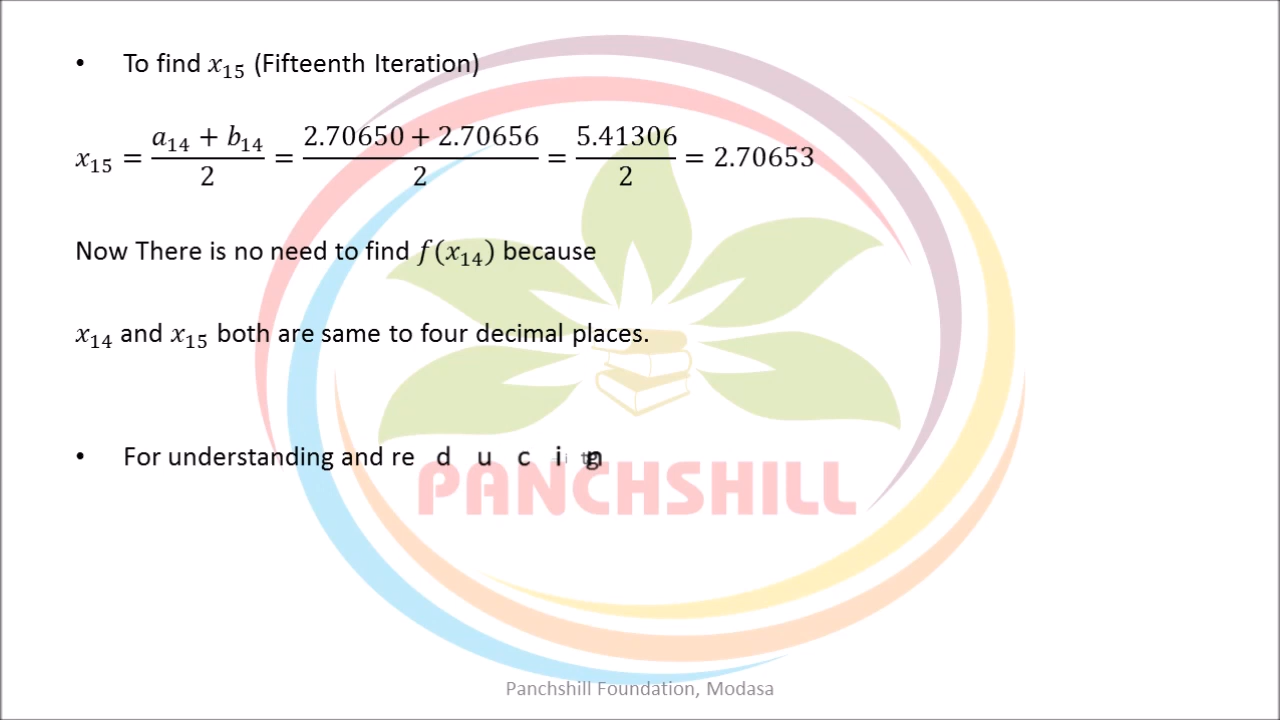 • To find x₁₅ (Fifteenth Iteration)
x₁₅ = (a₁₄ + b₁₄)/2 = (2.70650 + 2.70656)/2 = 5.41306/2 = 2.70653
Now There is no need to find f(x₁₄) because
x₁₄ and x₁₅ both are same to four decimal places.
• For understanding and re d u c i n
PANCHSHILL
Panchshill Foundation, Modasa